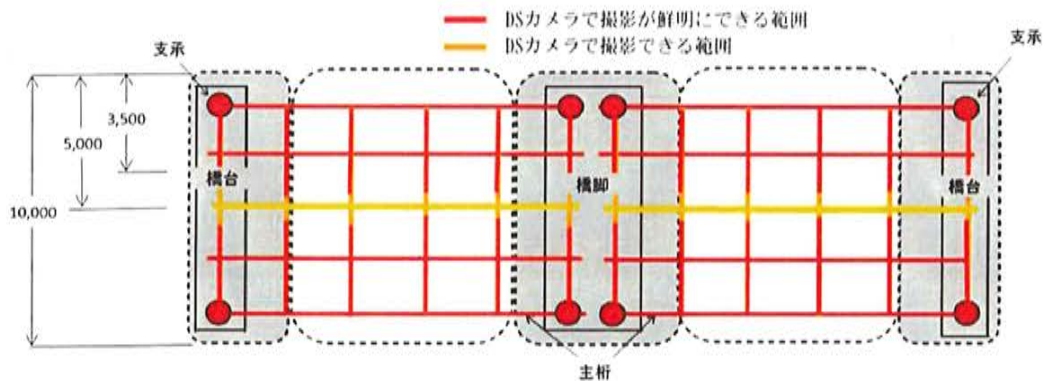 DSカメラで撮影が鮮明にできる範囲
DSカメラで撮影できる範囲
支承
支承
3,500
5,000
10,000
橋台
橋脚
橋台
主桁